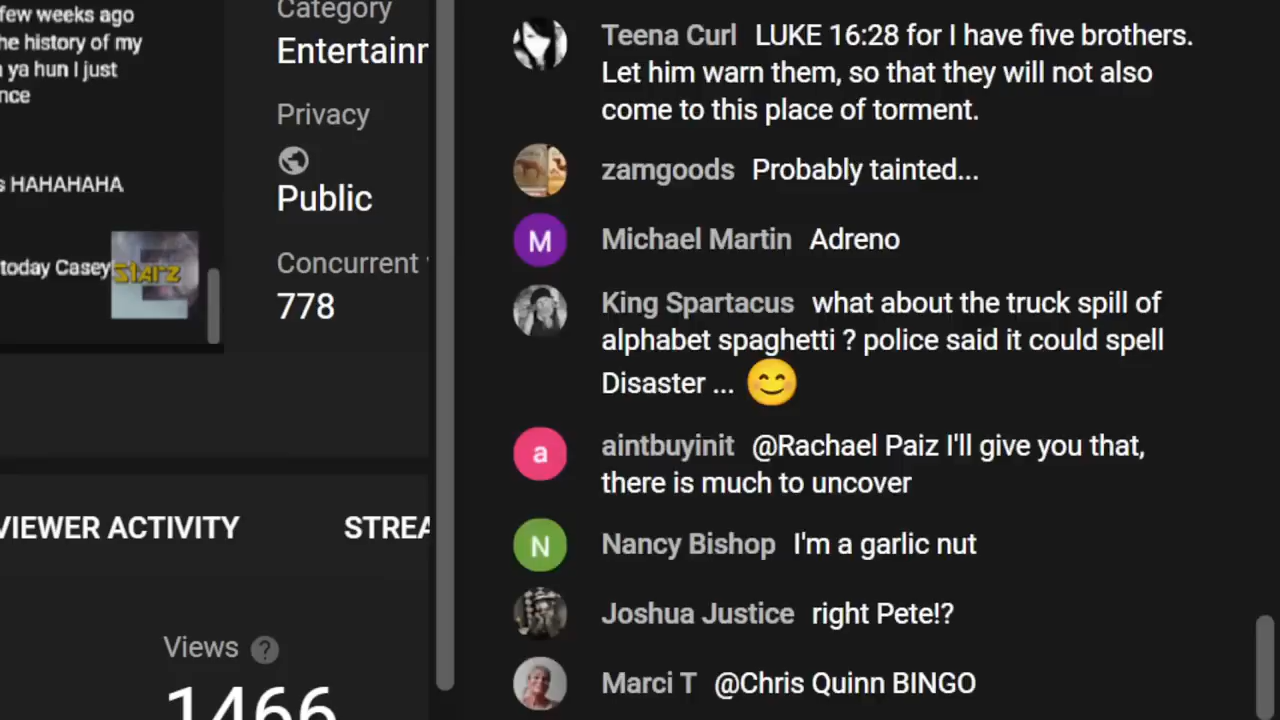 few weeks ago
he history of my
ya hun I just
nce
s HAHAHAHA
today Casey
STARZ
Category
Entertainr
Privacy
Public
Concurrent
778
VIEWER ACTIVITY
STREA
Views ?
1466
Teena Curl LUKE 16:28 for I have five brothers.
Let him warn them, so that they will not also
come to this place of torment.
zamgoods Probably tainted...
M
Michael Martin Adreno
King Spartacus what about the truck spill of
alphabet spaghetti ? police said it could spell
Disaster ... 😊
a
aintbuyinit @Rachael Paiz I'll give you that,
there is much to uncover
N
Nancy Bishop I'm a garlic nut
Joshua Justice right Pete!?
Marci T @Chris Quinn BINGO